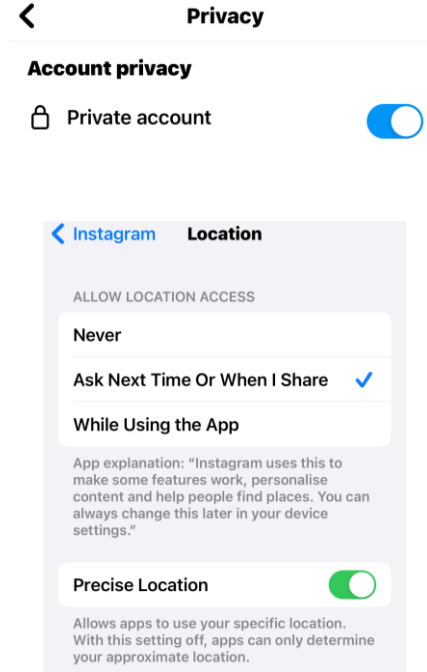 Privacy
Account privacy
Private account
Instagram Location
ALLOW LOCATION ACCESS
Never
Ask Next Time Or When I Share
While Using the App
App explanation: “Instagram uses this to
make some features work, personalise
content and help people find places. You can
always change this later in your device
settings.”
Precise Location
Allows apps to use your specific location.
With this setting off, apps can only determine
your approximate location.